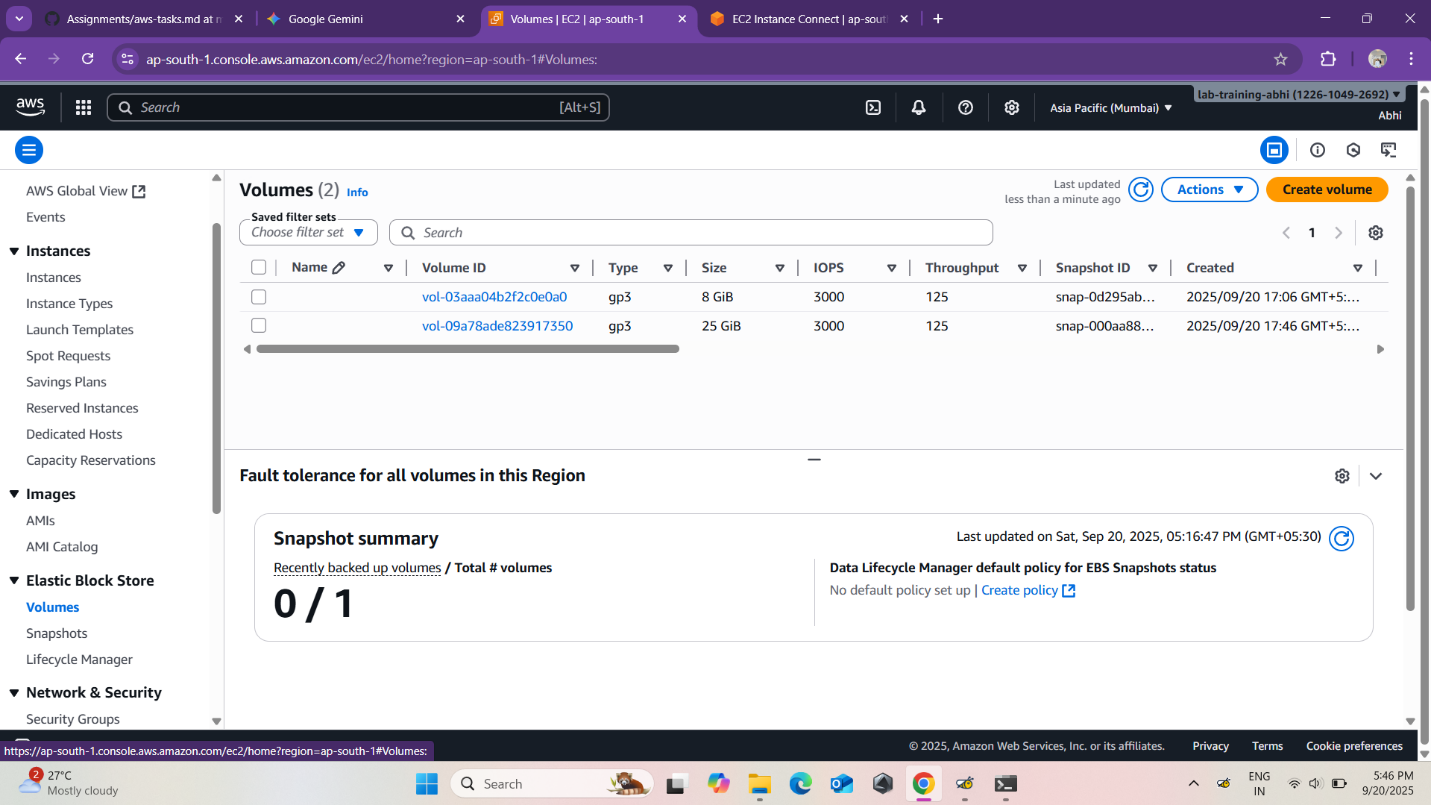 Assignments/aws-tasks.md at n
Google Gemini
Volumes | EC2 | ap-south-1
EC2 Instance Connect | ap-sout
ap-south-1.console.aws.amazon.com/ec2/home?region=ap-south-1#Volumes:
aws
Search [Alt+S]
Asia Pacific (Mumbai)
lab-training-abhi (1226-1049-2692)
Abhi
AWS Global View
Events
Instances
Instances
Instance Types
Launch Templates
Spot Requests
Savings Plans
Reserved Instances
Dedicated Hosts
Capacity Reservations
Images
AMIs
AMI Catalog
Elastic Block Store
Volumes
Snapshots
Lifecycle Manager
Network & Security
Security Groups
Volumes (2) Info
Last updated
less than a minute ago
Actions
Create volume
Saved filter sets
Choose filter set
Search
1
Name Volume ID Type Size IOPS Throughput Snapshot ID Created
vol-03aaa04b2f2c0e0a0 gp3 8 GiB 3000 125 snap-0d295ab... 2025/09/20 17:06 GMT+5:...
vol-09a78ade823917350 gp3 25 GiB 3000 125 snap-000aa88... 2025/09/20 17:46 GMT+5:...
Fault tolerance for all volumes in this Region
Snapshot summary
Last updated on Sat, Sep 20, 2025, 05:16:47 PM (GMT+05:30)
Recently backed up volumes / Total # volumes
0 / 1
Data Lifecycle Manager default policy for EBS Snapshots status
No default policy set up | Create policy
https://ap-south-1.console.aws.amazon.com/ec2/home?region=ap-south-1#Volumes:
© 2025, Amazon Web Services, Inc. or its affiliates. Privacy Terms Cookie preferences
2
27°C
Mostly cloudy
Search
ENG
IN
5:46 PM
9/20/2025